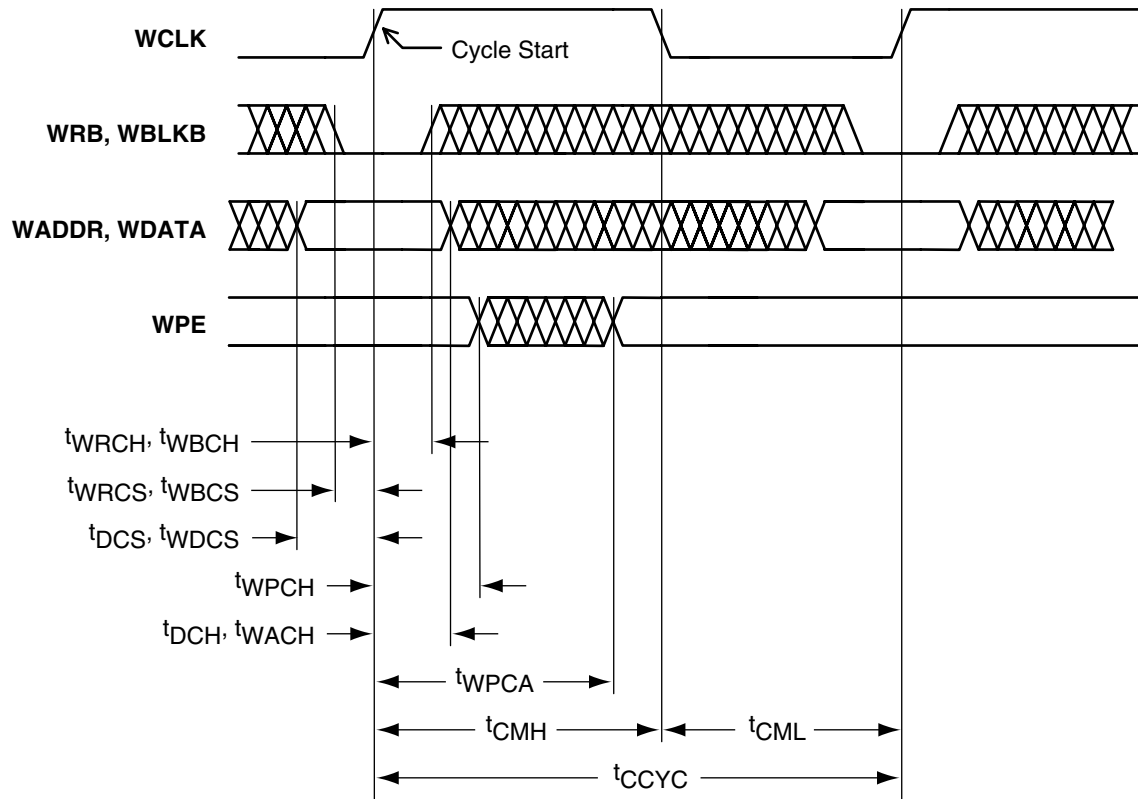 WCLK
Cycle Start
WRB, WBLKB
WADDR, WDATA
WPE
tWRCH, tWBCH
tWRCS, tWBCS
tDCS, tWDCS
tWPCH
tDCH, tWACH
tWPCA
tCMH
tCML
tCCYC